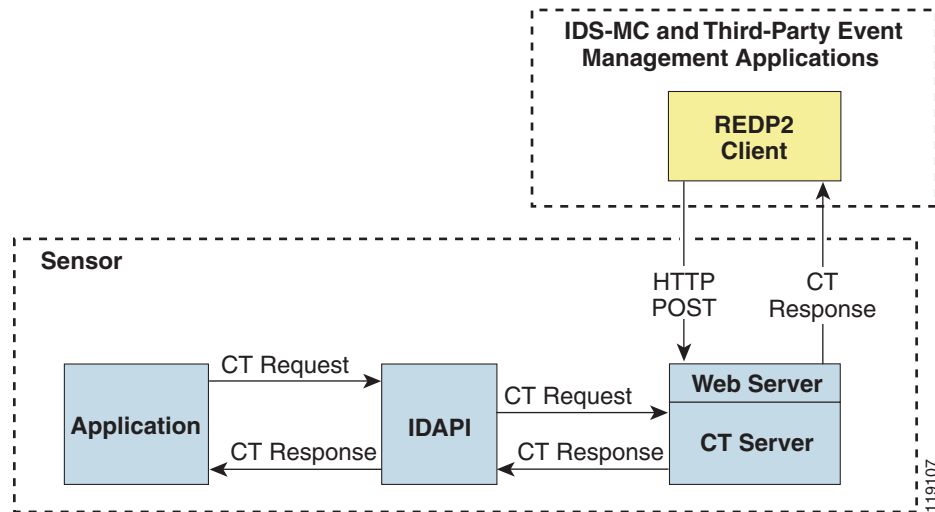 IDS-MC and Third-Party Event
Management Applications
REDP2
Client
Sensor
HTTP
POST
CT
Response
CT Request
Application
CT Response
IDAPI
CT Request
CT Response
Web Server
CT Server
119107